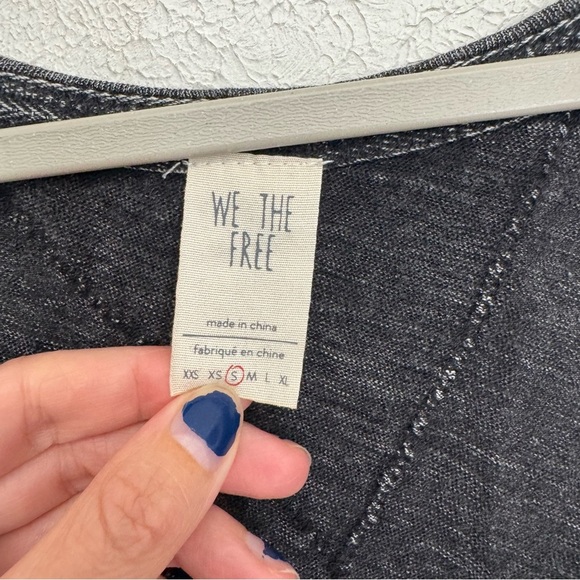 WE THE
FREE
made in china
fabriqué en chine
XXS XS S M L XL